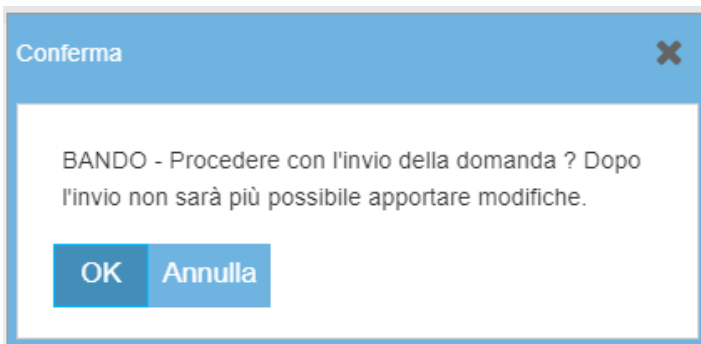 Conferma
BANDO - Procedere con l'invio della domanda ? Dopo
l'invio non sarà più possibile apportare modifiche.
OK Annulla